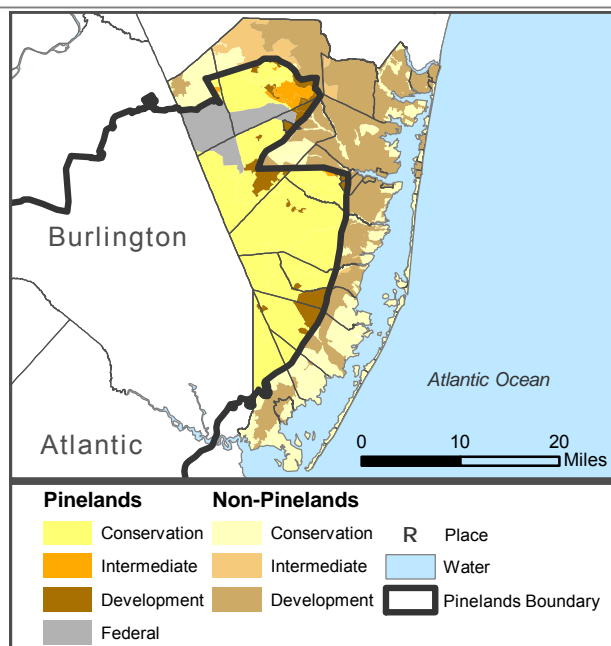 Burlington
Atlantic Ocean
Atlantic
0 10 20
Miles
Pinelands Non-Pinelands
Conservation Conservation R Place
Intermediate Intermediate Water
Development Development Pinelands Boundary
Federal